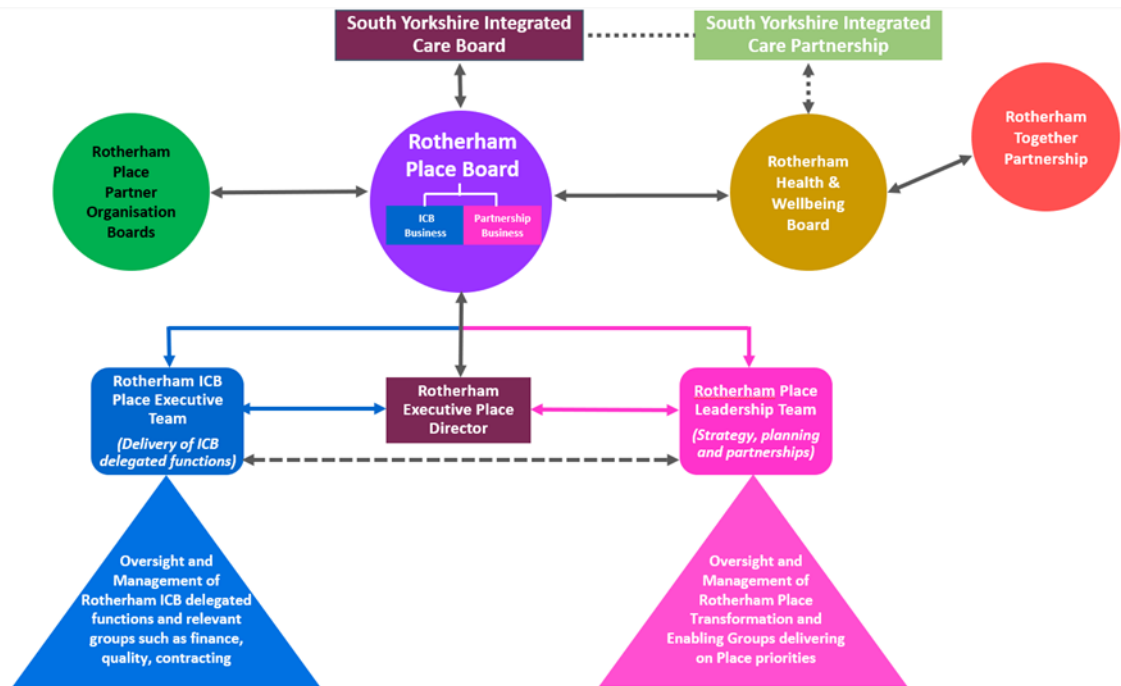 South Yorkshire Integrated
Care Board
South Yorkshire Integrated
Care Partnership
Rotherham
Place
Partner
Organisation
Boards
Rotherham
Place Board
ICB
Business
Partnership
Business
Rotherham
Health &
Wellbeing
Board
Rotherham
Together
Partnership
Rotherham ICB
Place Executive
Team
(Delivery of ICB
delegated functions)
Rotherham
Executive Place
Director
Rotherham Place
Leadership Team
(Strategy, planning
and partnerships)
Oversight and
Management of
Rotherham ICB delegated
functions and relevant
groups such as finance,
quality, contracting
Oversight and
Management of
Rotherham Place
Transformation and
Enabling Groups delivering
on Place priorities